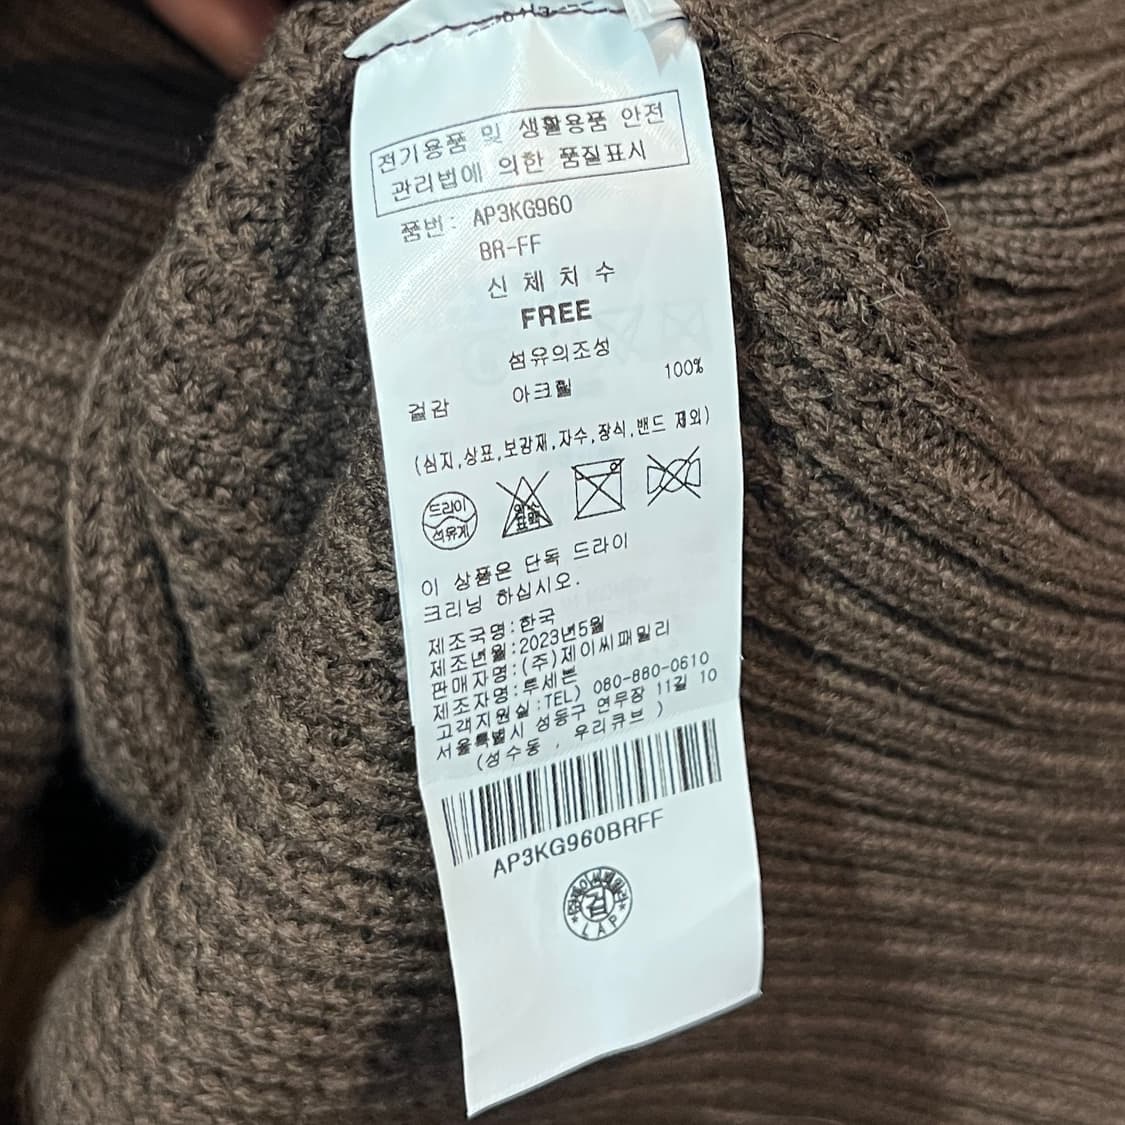 전기용품 및 생활용품 안전
관리법에 의한 품질표시
품번: AP3KG960
BR-FF
신체치수
FREE
섬유의조성
겉감 아크릴 100%
(심지,상표,보강재,자수,장식,밴드 제외)
드라이
석유계
이 상품은 단독 드라이
크리닝 하십시오.
제조국명:한국
제조년월:2023년5월
판매자명:(주)제이씨패밀리
제조자명:투세븐
고객지원실:TEL) 080-880-0610
서울특별시 성동구 연무장 11길 10
(성수동 , 우리큐브 )
AP3KG960BRFF
검
LAP